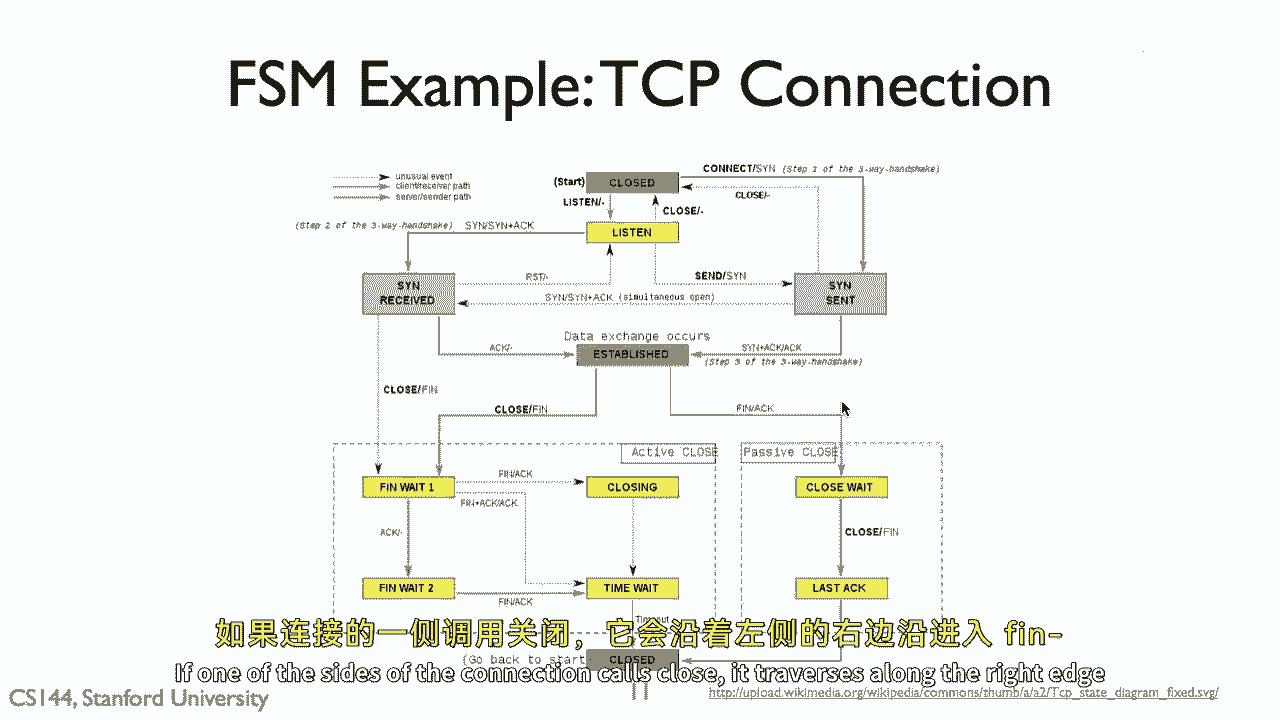 FSM Example: TCP Connection
unusual event
client/receiver path
server/sender path
(Start)
CLOSED
CONNECT/SYN (Step 1 of the 3-way-handshake)
LISTEN/-
CLOSE/-
CLOSE/-
(Step 2 of the 3-way-handshake) SYN/SYN+ACK
LISTEN
SYN
RECEIVED
RST/-
SEND/SYN
SYN
SENT
SYN/SYN+ACK (simultaneous open)
Data exchange occurs
ACK/-
ESTABLISHED
SYN+ACK/ACK
(Step 3 of the 3-way-handshake)
CLOSE/FIN
CLOSE/FIN
FIN/ACK
Active CLOSE
Passive CLOSE
FIN WAIT 1
FIN/ACK
CLOSING
CLOSE WAIT
FIN+ACK/ACK
ACK/-
CLOSE/FIN
FIN WAIT 2
FIN/ACK
TIME WAIT
LAST ACK
如果连接的一侧调用关闭，它会沿着左侧的右边沿进入 fin-
(Go back to start
CLOSED
If one of the sides of the connection calls close, it traverses along the right edge
CS144, Stanford University
http://upload.wikimedia.org/wikipedia/commons/thumb/a/a2/Tcp_state_diagram_fixed.svg/